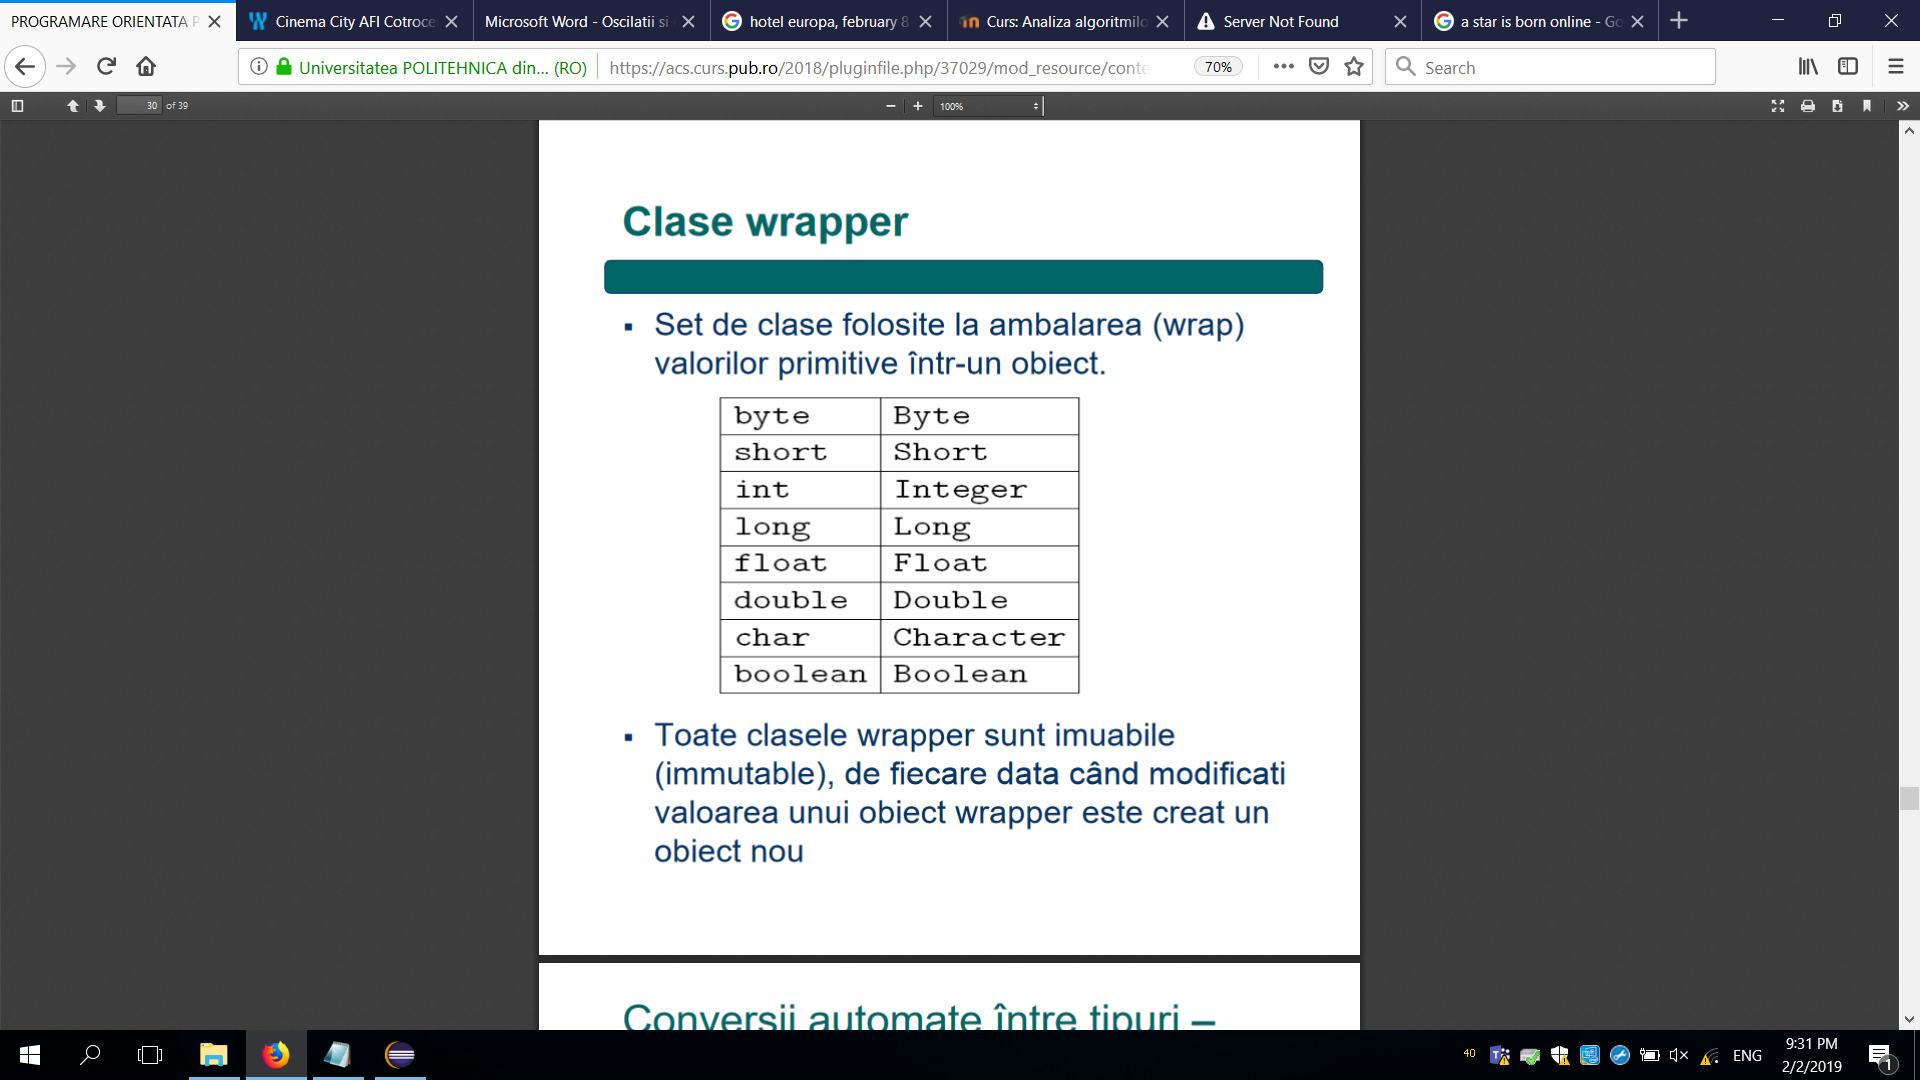 PROGRAMARE ORIENTATA P
Cinema City AFI Cotroce
Microsoft Word - Oscilatii si
hotel europa, february 8
Curs: Analiza algoritmilo
Server Not Found
a star is born online - Go
Universitatea POLITEHNICA din... (RO)
https://acs.curs.pub.ro/2018/pluginfile.php/37029/mod_resource/conte
70%
Search
30 of 39
100%
Clase wrapper
▪ Set de clase folosite la ambalarea (wrap)
valorilor primitive într-un obiect.
byte Byte
short Short
int Integer
long Long
float Float
double Double
char Character
boolean Boolean
▪ Toate clasele wrapper sunt imuabile
(immutable), de fiecare data când modificati
valoarea unui obiect wrapper este creat un
obiect nou
Conversii automate între tipuri –
40
ENG
9:31 PM
2/2/2019
1